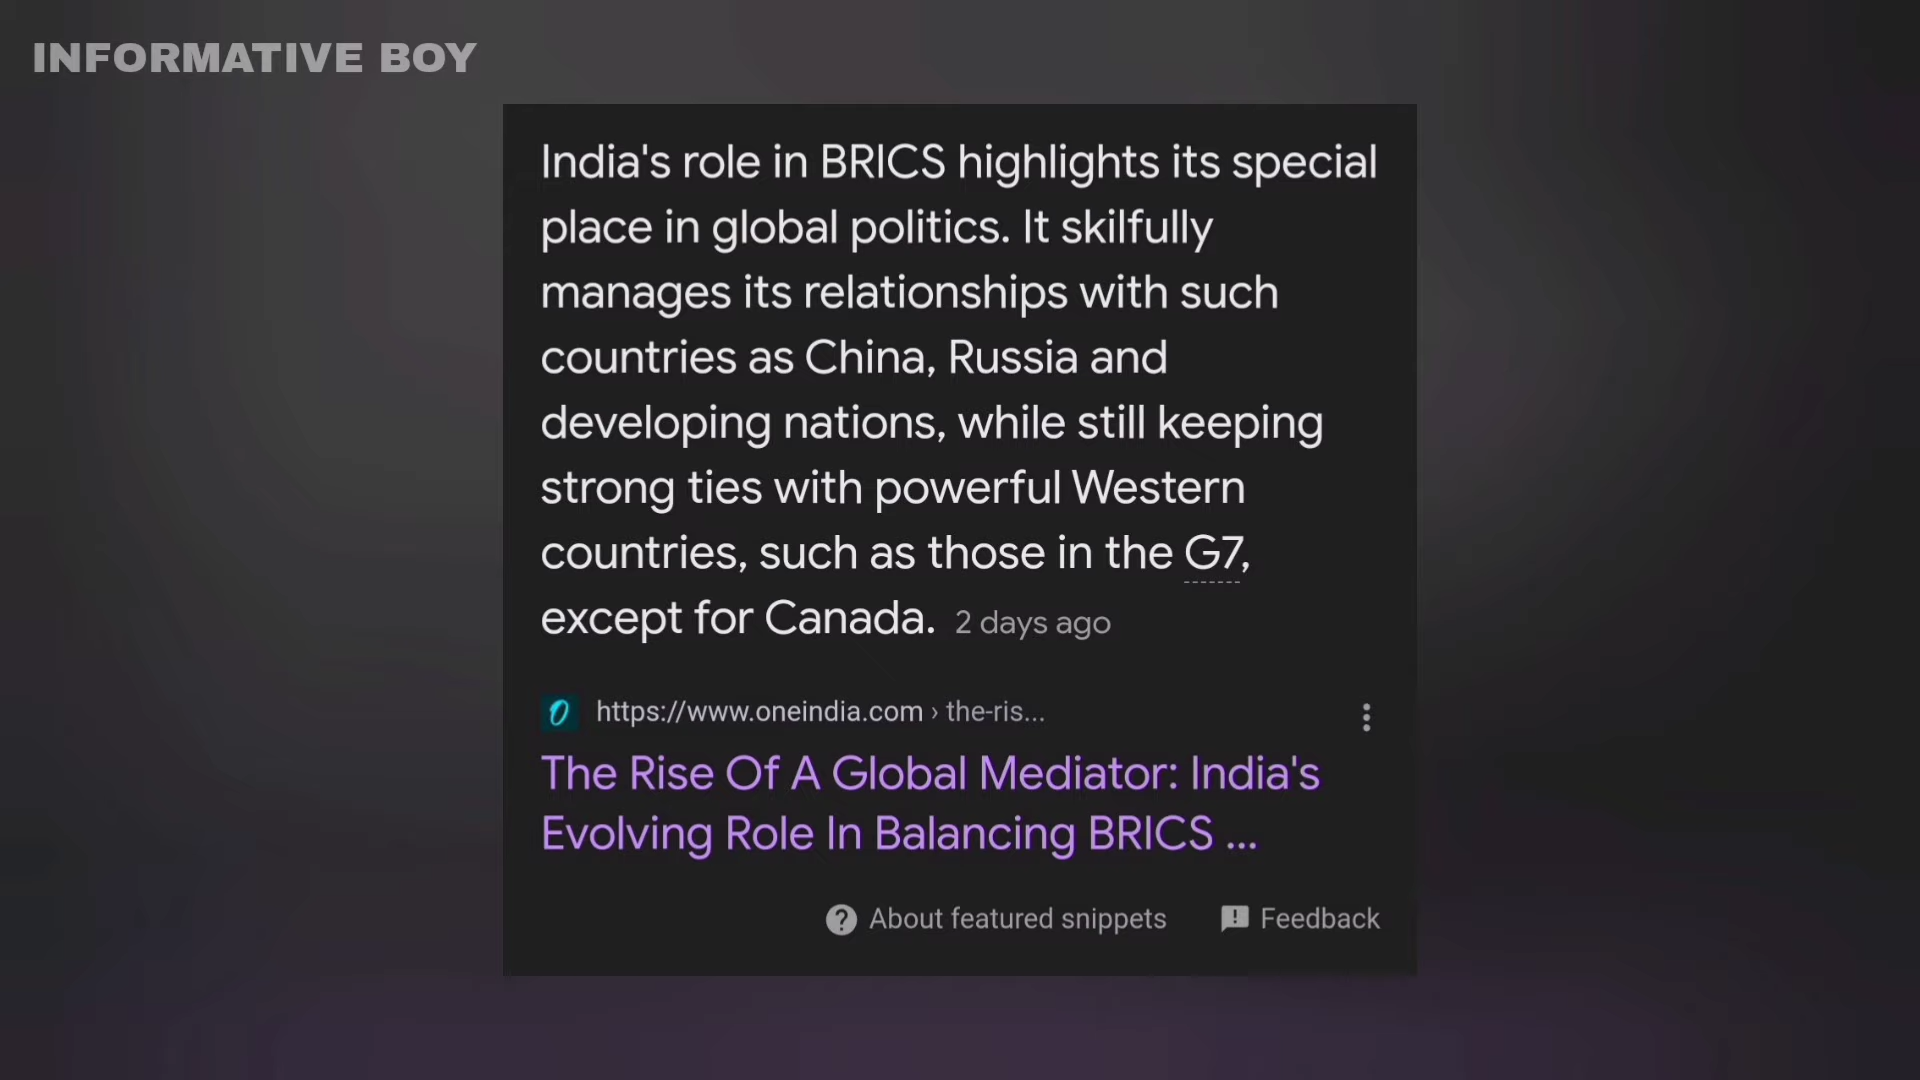 INFORMATIVE BOY
India's role in BRICS highlights its special
place in global politics. It skilfully
manages its relationships with such
countries as China, Russia and
developing nations, while still keeping
strong ties with powerful Western
countries, such as those in the G7,
except for Canada. 2 days ago
https://www.oneindia.com › the-ris...
The Rise Of A Global Mediator: India's
Evolving Role In Balancing BRICS ...
About featured snippets Feedback